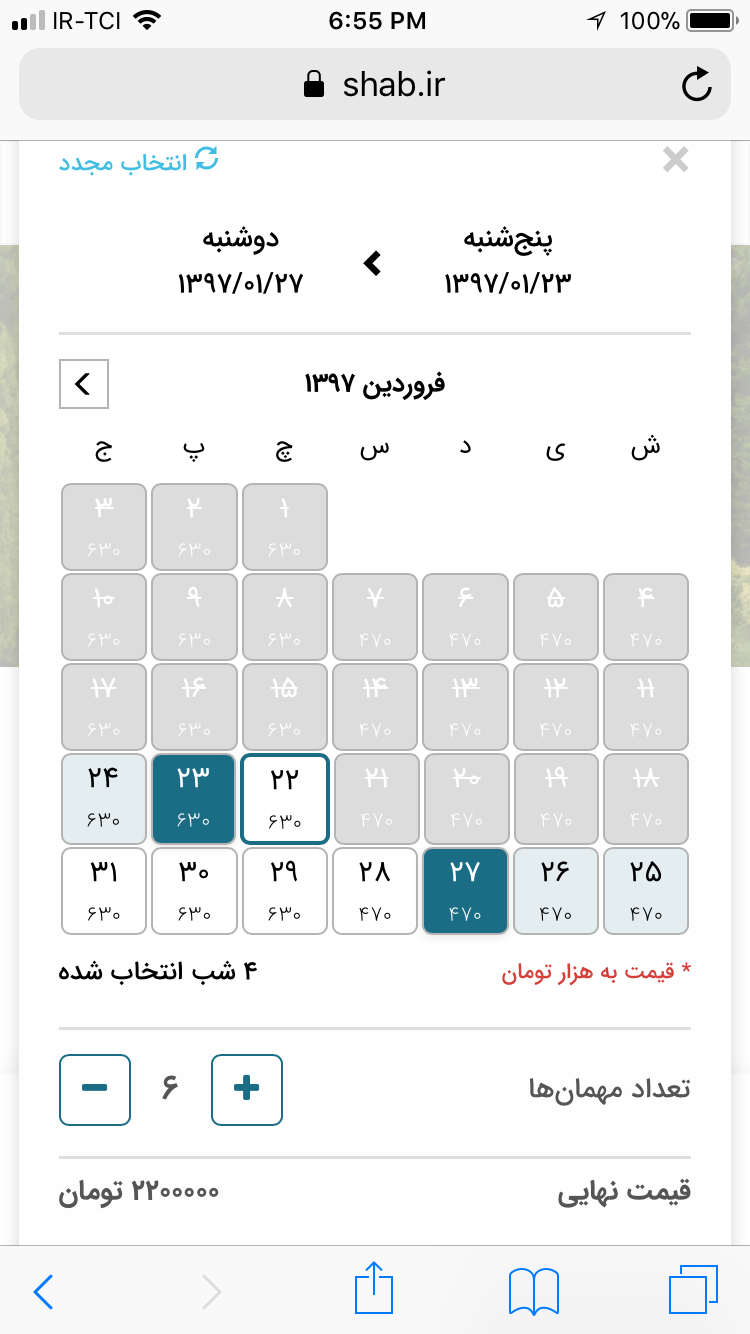 IR-TCI 6:55 PM 100%
shab.ir
انتخاب مجدد
پنج‌شنبه دوشنبه
۱۳۹۷/۰۱/۲۳ ۱۳۹۷/۰۱/۲۷
فروردین ۱۳۹۷
ش ی د س چ پ ج
۱ ۲ ۳
۶۳۰ ۶۳۰ ۶۳۰
۴ ۵ ۶ ۷ ۸ ۹ ۱۰
۴۷۰ ۴۷۰ ۴۷۰ ۴۷۰ ۶۳۰ ۶۳۰ ۶۳۰
۱۱ ۱۲ ۱۳ ۱۴ ۱۵ ۱۶ ۱۷
۴۷۰ ۴۷۰ ۴۷۰ ۴۷۰ ۶۳۰ ۶۳۰ ۶۳۰
۱۸ ۱۹ ۲۰ ۲۱ ۲۲ ۲۳ ۲۴
۴۷۰ ۴۷۰ ۴۷۰ ۴۷۰ ۶۳۰ ۶۳۰ ۶۳۰
۲۵ ۲۶ ۲۷ ۲۸ ۲۹ ۳۰ ۳۱
۴۷۰ ۴۷۰ ۴۷۰ ۴۷۰ ۶۳۰ ۶۳۰ ۶۳۰
* قیمت به هزار تومان ۴ شب انتخاب شده
تعداد مهمان‌ها + ۶ −
قیمت نهایی ۲۲۰۰۰۰۰ تومان